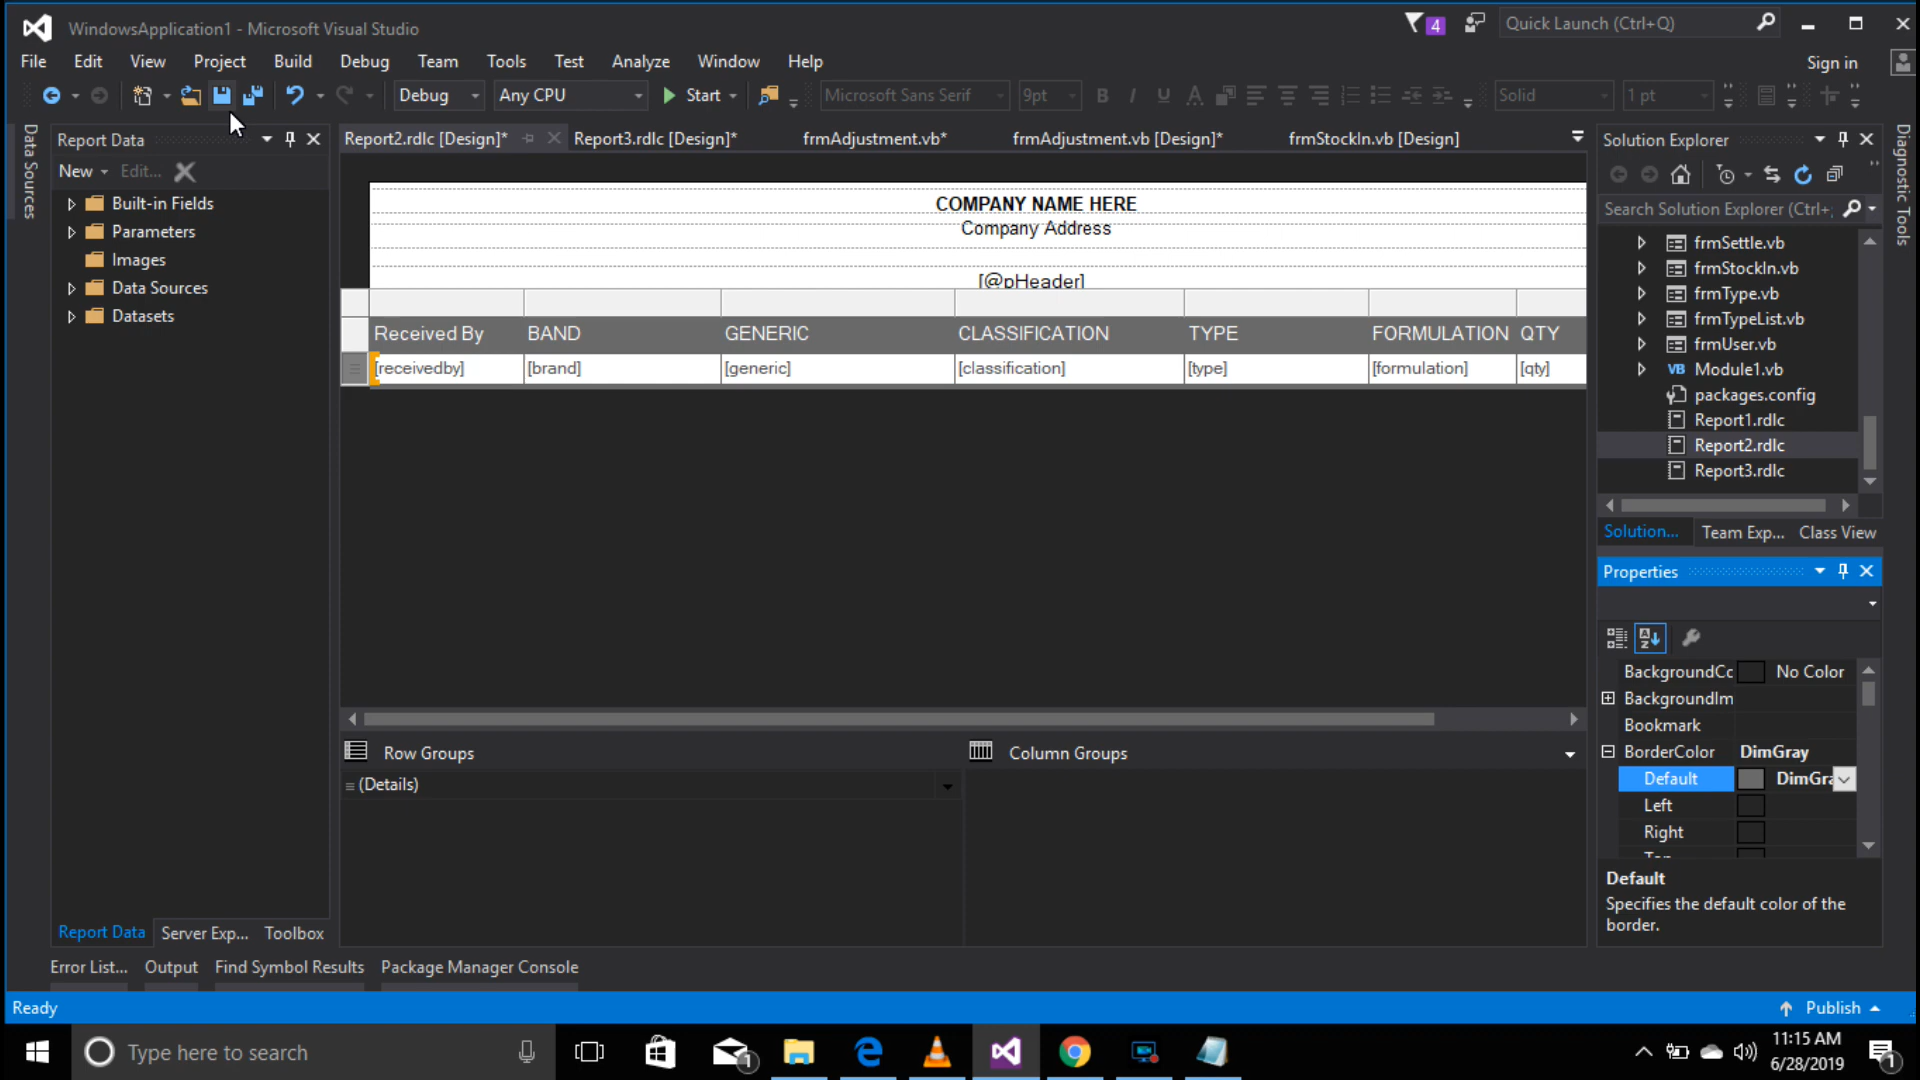 WindowsApplication1 - Microsoft Visual Studio
4
Quick Launch (Ctrl+Q)
File Edit View Project Build Debug Team Tools Test Analyze Window Help
Sign in
Debug Any CPU Start Microsoft Sans Serif 9pt Solid 1 pt
Data Sources
Report Data
New Edit...
Built-in Fields
Parameters
Images
Data Sources
Datasets
Report Data Server Exp... Toolbox
Report2.rdlc [Design]* Report3.rdlc [Design]* frmAdjustment.vb* frmAdjustment.vb [Design]* frmStockIn.vb [Design]
COMPANY NAME HERE
Company Address
[@pHeader]
Received By BAND GENERIC CLASSIFICATION TYPE FORMULATION QTY
[receivedby] [brand] [generic] [classification] [type] [formulation] [qty]
Row Groups
(Details)
Column Groups
Solution Explorer
Search Solution Explorer (Ctrl+;
frmSettle.vb
frmStockIn.vb
frmType.vb
frmTypeList.vb
frmUser.vb
VB Module1.vb
packages.config
Report1.rdlc
Report2.rdlc
Report3.rdlc
Solution... Team Exp... Class View
Diagnostic Tools
Properties
BackgroundCc No Color
BackgroundIm
Bookmark
BorderColor DimGray
Default DimGra
Left
Right
Default
Specifies the default color of the
border.
Error List... Output Find Symbol Results Package Manager Console
Ready
Publish
Type here to search
1
11:15 AM
6/28/2019
1